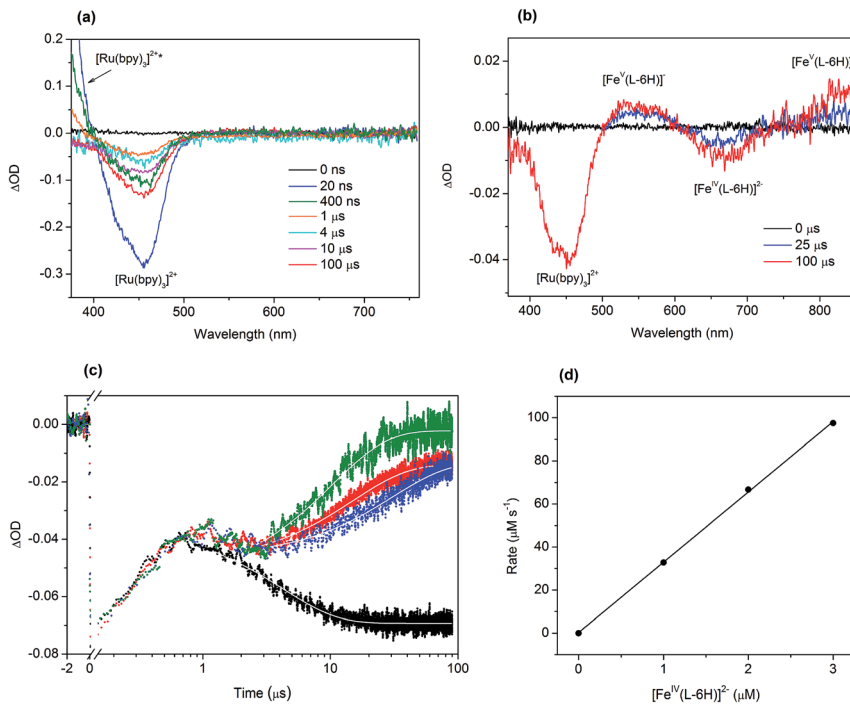 (a)
0.2
0.1
0.0
-0.1
-0.2
-0.3
ΔOD
[Ru(bpy)₃]²⁺*
[Ru(bpy)₃]²⁺
0 ns
20 ns
400 ns
1 μs
4 μs
10 μs
100 μs
400 500 600 700
Wavelength (nm)
(b)
0.02
0.00
-0.02
-0.04
ΔOD
[Feⱽ(L-6H)]⁻
[Feⱽ(L-6H)]
[Feᴵⱽ(L-6H)]²⁻
[Ru(bpy)₃]²⁺
0 μs
25 μs
100 μs
400 500 600 700 800
Wavelength (nm)
(c)
0.00
-0.02
-0.04
-0.06
-0.08
ΔOD
-2 0 1 10 100
Time (μs)
(d)
100
80
60
40
20
0
Rate (μM s⁻¹)
0 1 2 3
[Feᴵⱽ(L-6H)]²⁻ (μM)